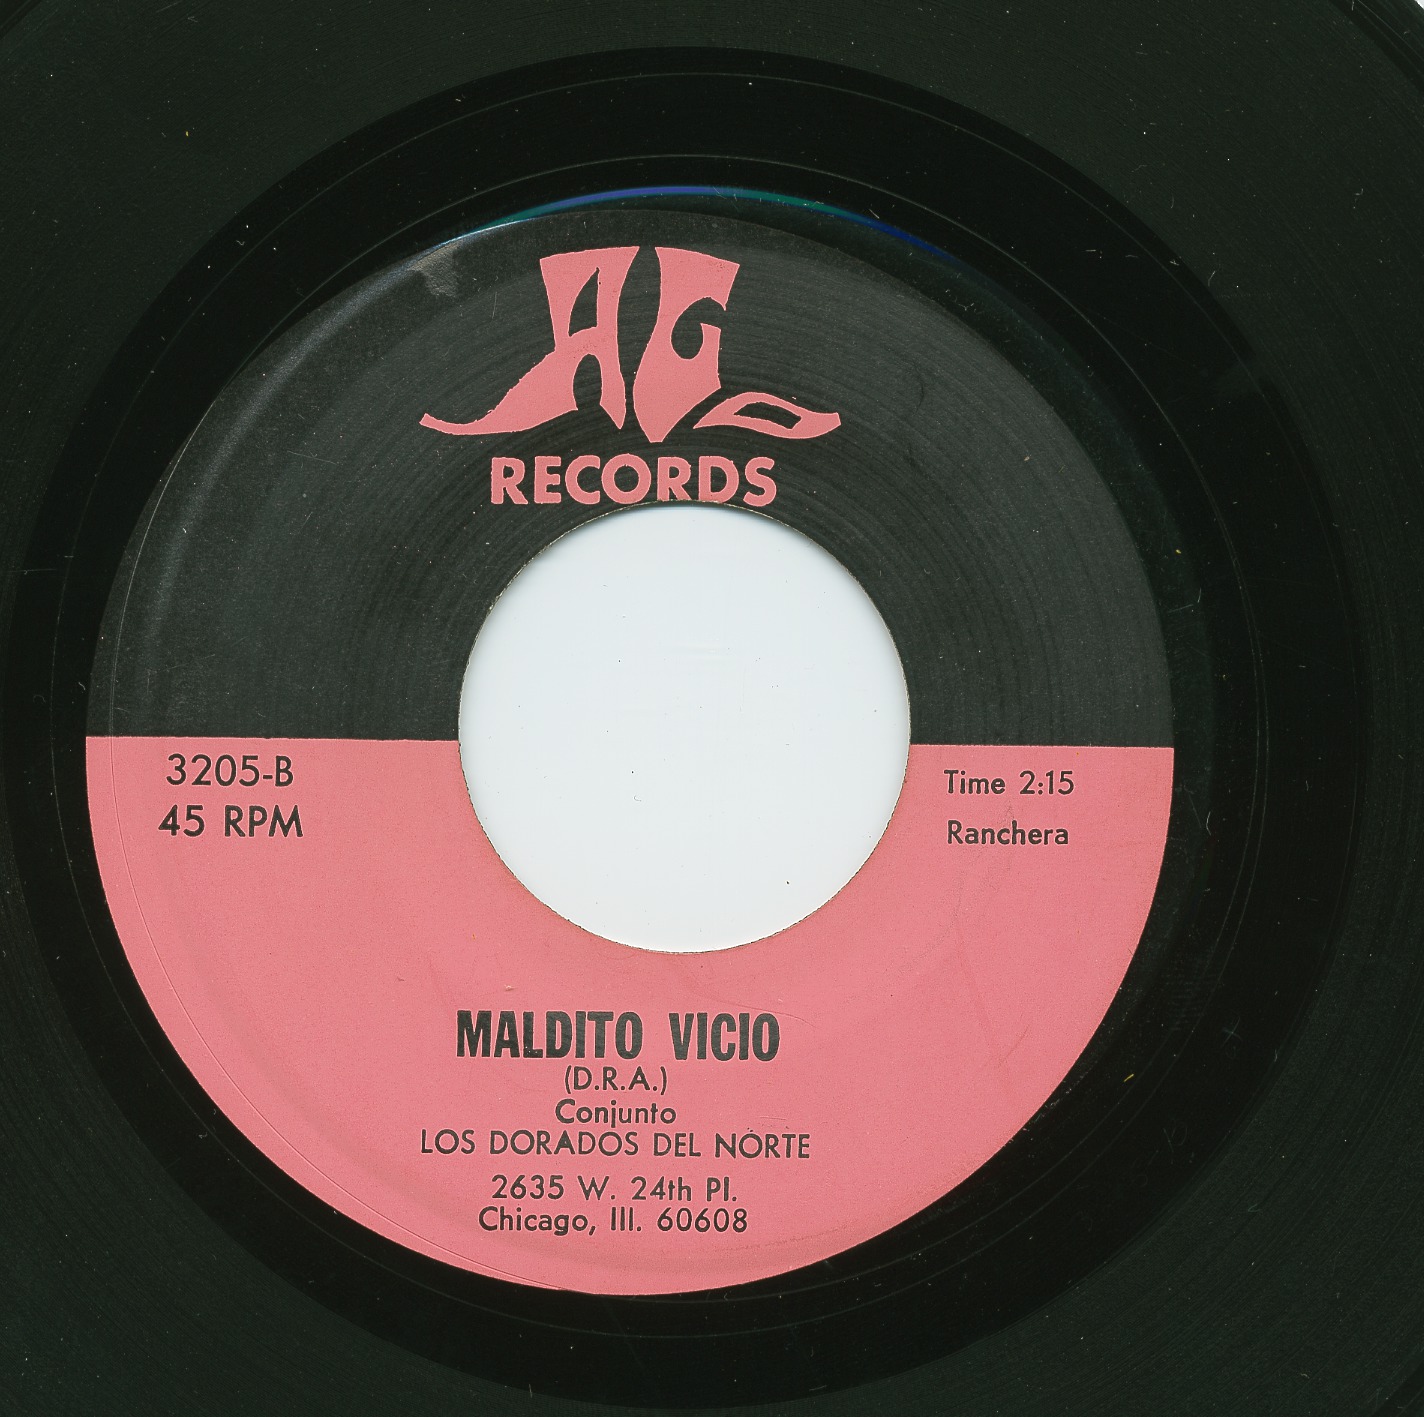 AG
RECORDS
3205-B
45 RPM
Time 2:15
Ranchera
MALDITO VICIO
(D.R.A.)
Conjunto
LOS DORADOS DEL NORTE
2635 W. 24th Pl.
Chicago, Ill. 60608